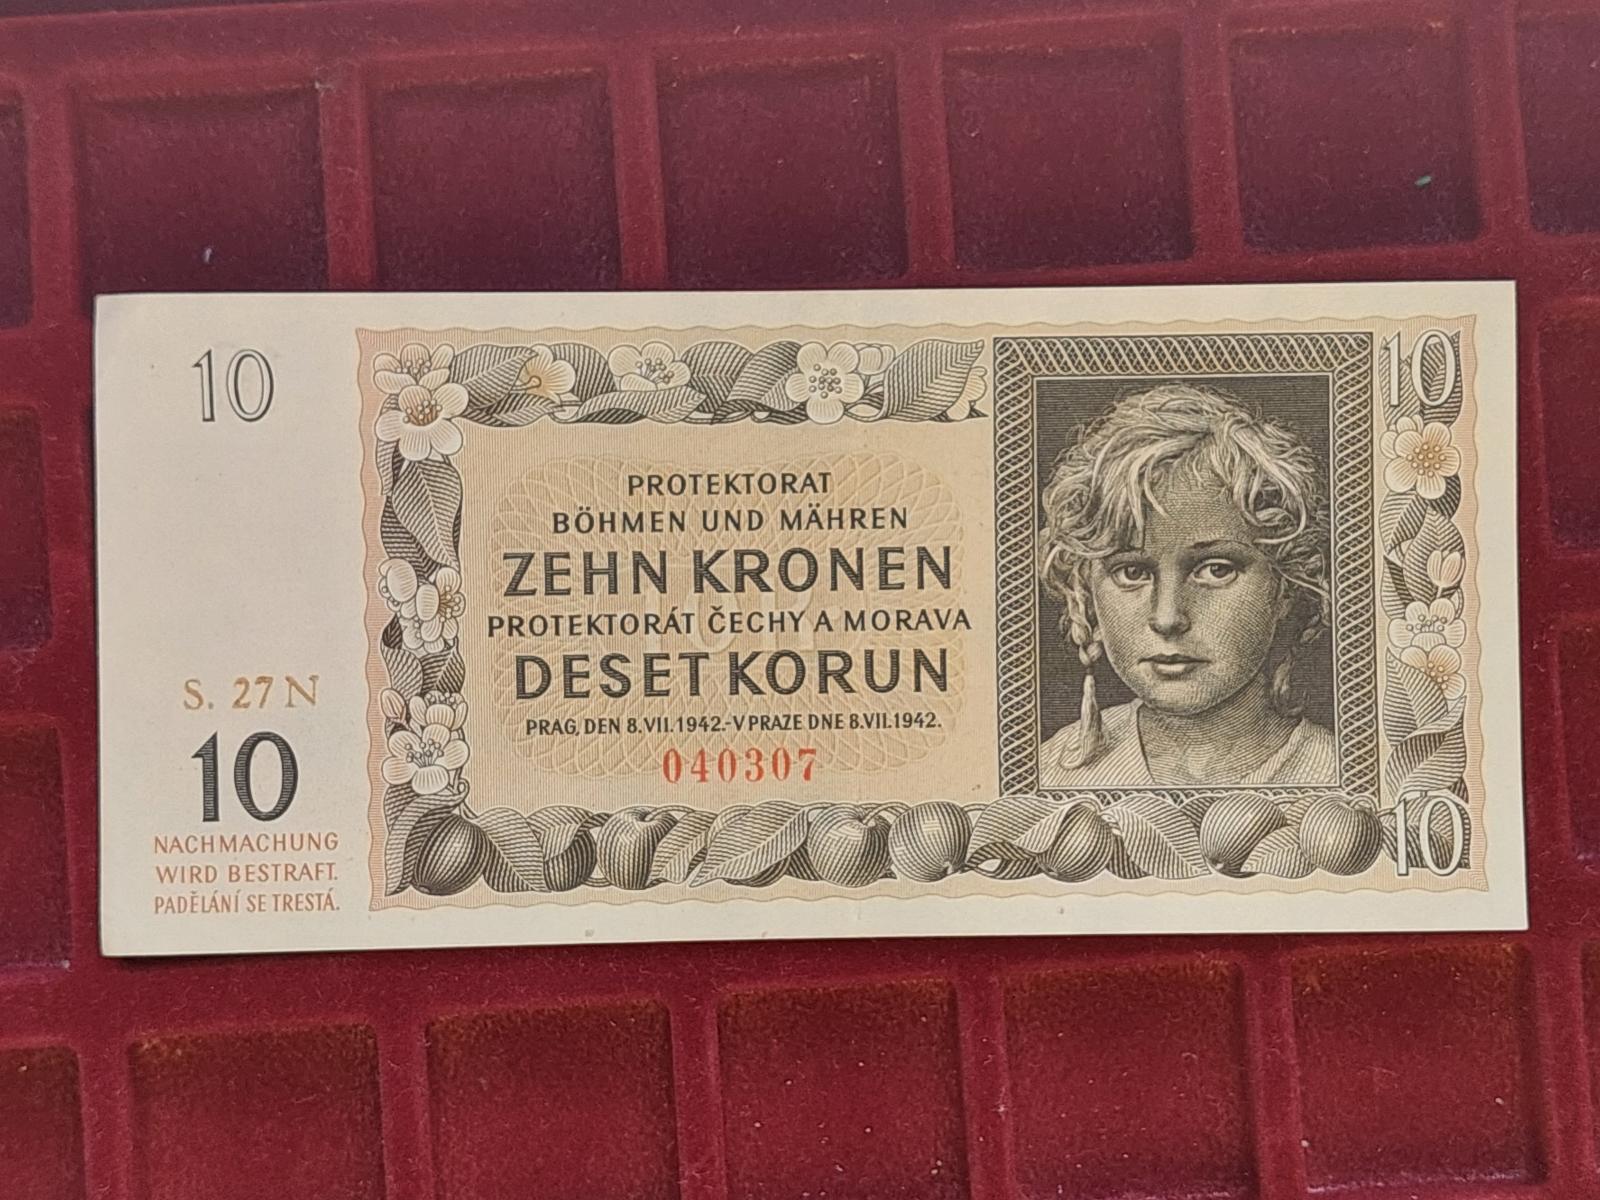 10
10
PROTEKTORAT
BÖHMEN UND MÄHREN
ZEHN KRONEN
PROTEKTORÁT ČECHY A MORAVA
DESET KORUN
PRAG, DEN 8.VII.1942.-V PRAZE DNE 8.VII.1942.
040307
S. 27 N
10
NACHMACHUNG
WIRD BESTRAFT.
PADĚLÁNÍ SE TRESTÁ.
10